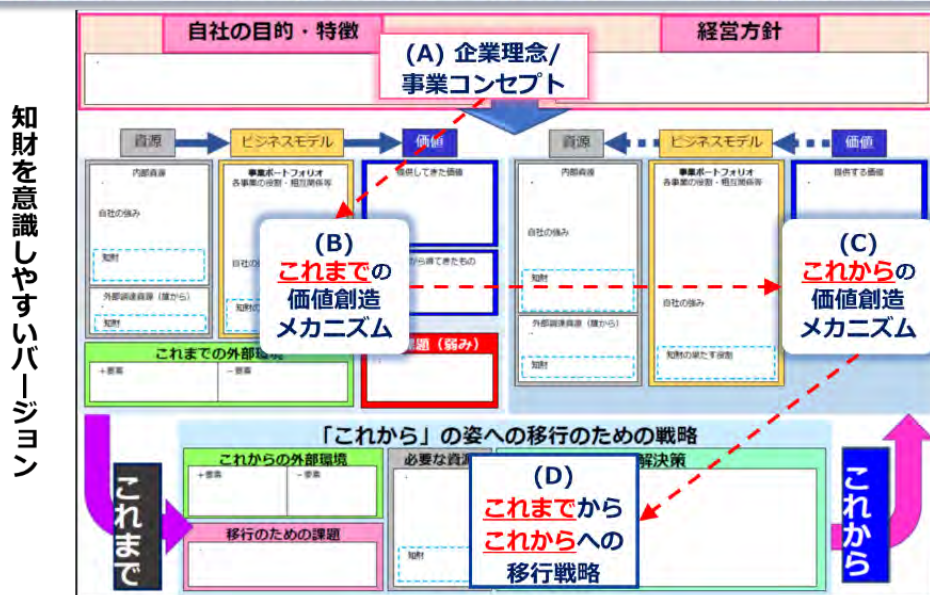 知財を意識しやすいバージョン
自社の目的・特徴
経営方針
(A) 企業理念/
事業コンセプト
資源
ビジネスモデル
価値
内部資源
自社の強み
知財
外部調達資源（誰から）
知財
事業ポートフォリオ
各事業の役割・相互関係等
提供してきた価値
(B)
これまでの
価値創造
メカニズム
これまでの外部環境
+要素
−要素
題（弱み）
資源
ビジネスモデル
価値
内部資源
自社の強み
知財
外部調達資源（誰から）
知財
事業ポートフォリオ
各事業の役割・相互関係等
自社の強み
知財の果たす役割
提供する価値
(C)
これからの
価値創造
メカニズム
「これから」の姿への移行のための戦略
これまで
これからの外部環境
+要素
−要素
移行のための課題
必要な資源
知財
解決策
(D)
これまでから
これからへの
移行戦略
これから